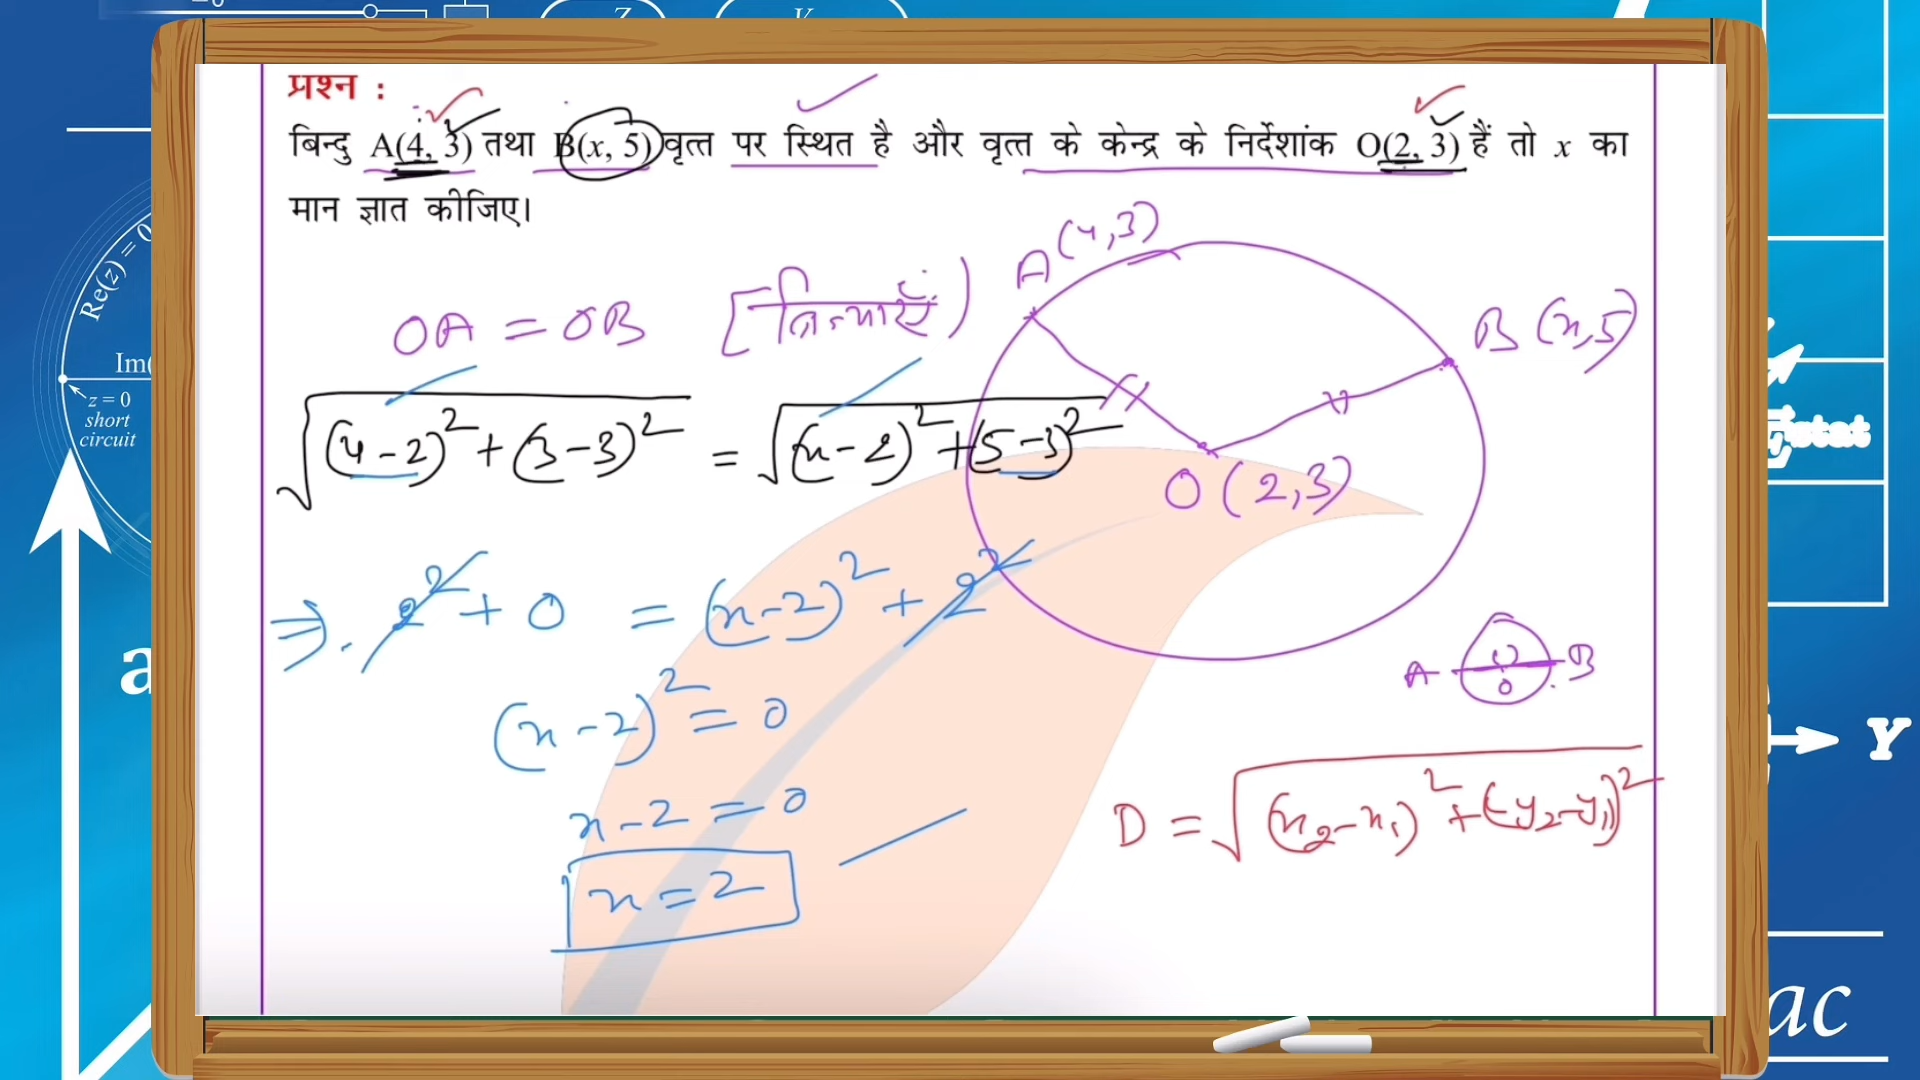 प्रश्न :
बिन्दु A(4, 3) तथा B(x, 5) वृत्त पर स्थित है और वृत्त के केन्द्र के निर्देशांक O(2, 3) हैं तो x का
मान ज्ञात कीजिए।
A(4,3)
OA = OB [त्रिज्याएँ)
B (x,5)
√(4-2)² + (3-3)² = √(x-2)² + (5-3)²
O (2,3)
⇒ 2² + 0 = (x-2)² + 2²
A O B
(x-2)² = 0
x-2 = 0
D = √(x₂-x₁)² + (y₂-y₁)²
x = 2
Re(z) = 0
Im(
z = 0
short
circuit
a
Y
ac